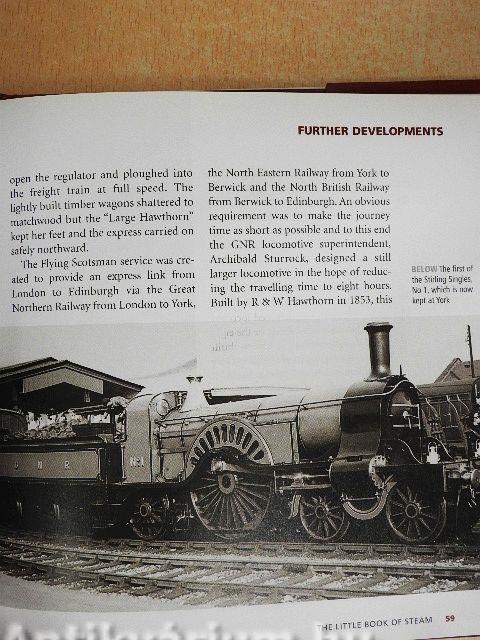 FURTHER DEVELOPMENTS
open the regulator and ploughed into
the freight train at full speed. The
lightly built timber wagons shattered to
matchwood but the “Large Hawthorn”
kept her feet and the express carried on
safely northward.
The Flying Scotsman service was cre-
ated to provide an express link from
London to Edinburgh via the Great
Northern Railway from London to York,
the North Eastern Railway from York to
Berwick and the North British Railway
from Berwick to Edinburgh. An obvious
requirement was to make the journey
time as short as possible and to this end
the GNR locomotive superintendent,
Archibald Sturrock, designed a still
larger locomotive in the hope of reduc-
ing the travelling time to eight hours.
Built by R & W Hawthorn in 1853, this
BELOW The first of
the Stirling Singles,
No 1, which is now
kept at York
G N R
No 1
THE LITTLE BOOK OF STEAM 59